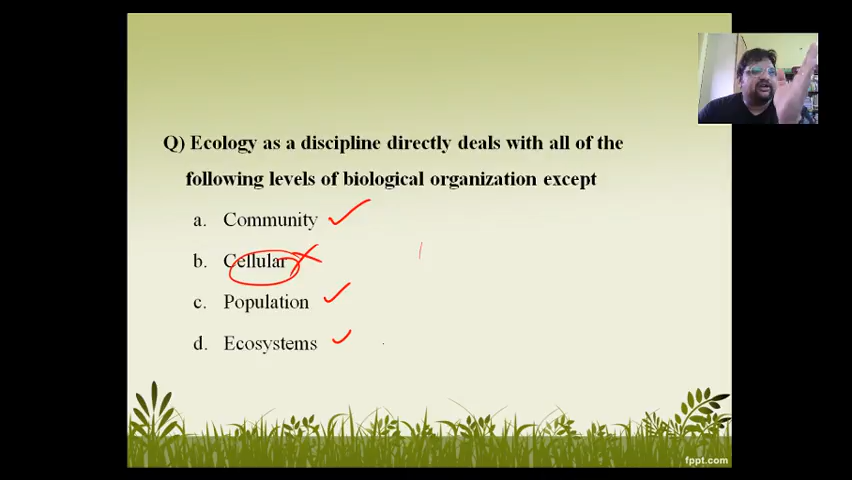 Q) Ecology as a discipline directly deals with all of the
following levels of biological organization except
a. Community
b. Cellular
c. Population
d. Ecosystems
fppt.com